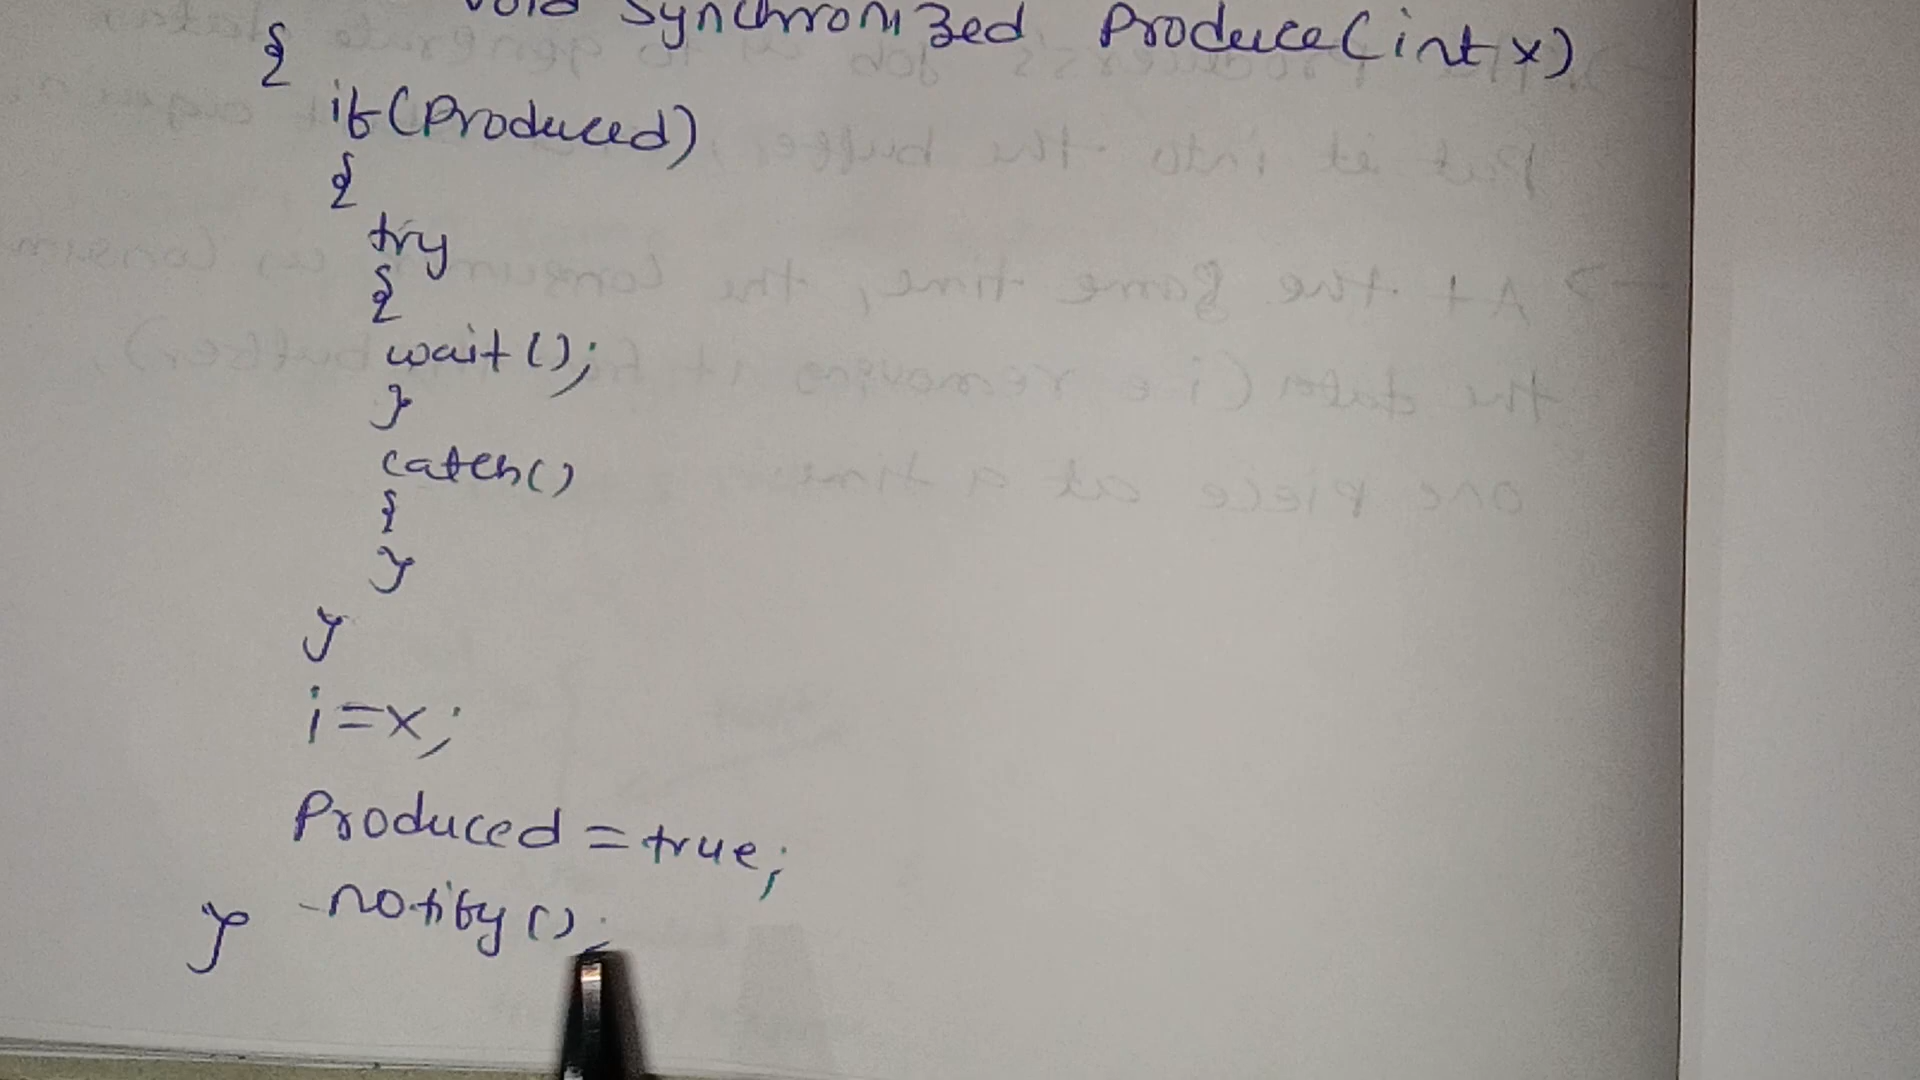 void synchronized Produce(int x)
{
if(Produced)
{
try
{
wait();
}
catch()
{
}
}
i=x;
Produced=true;
notify();
}